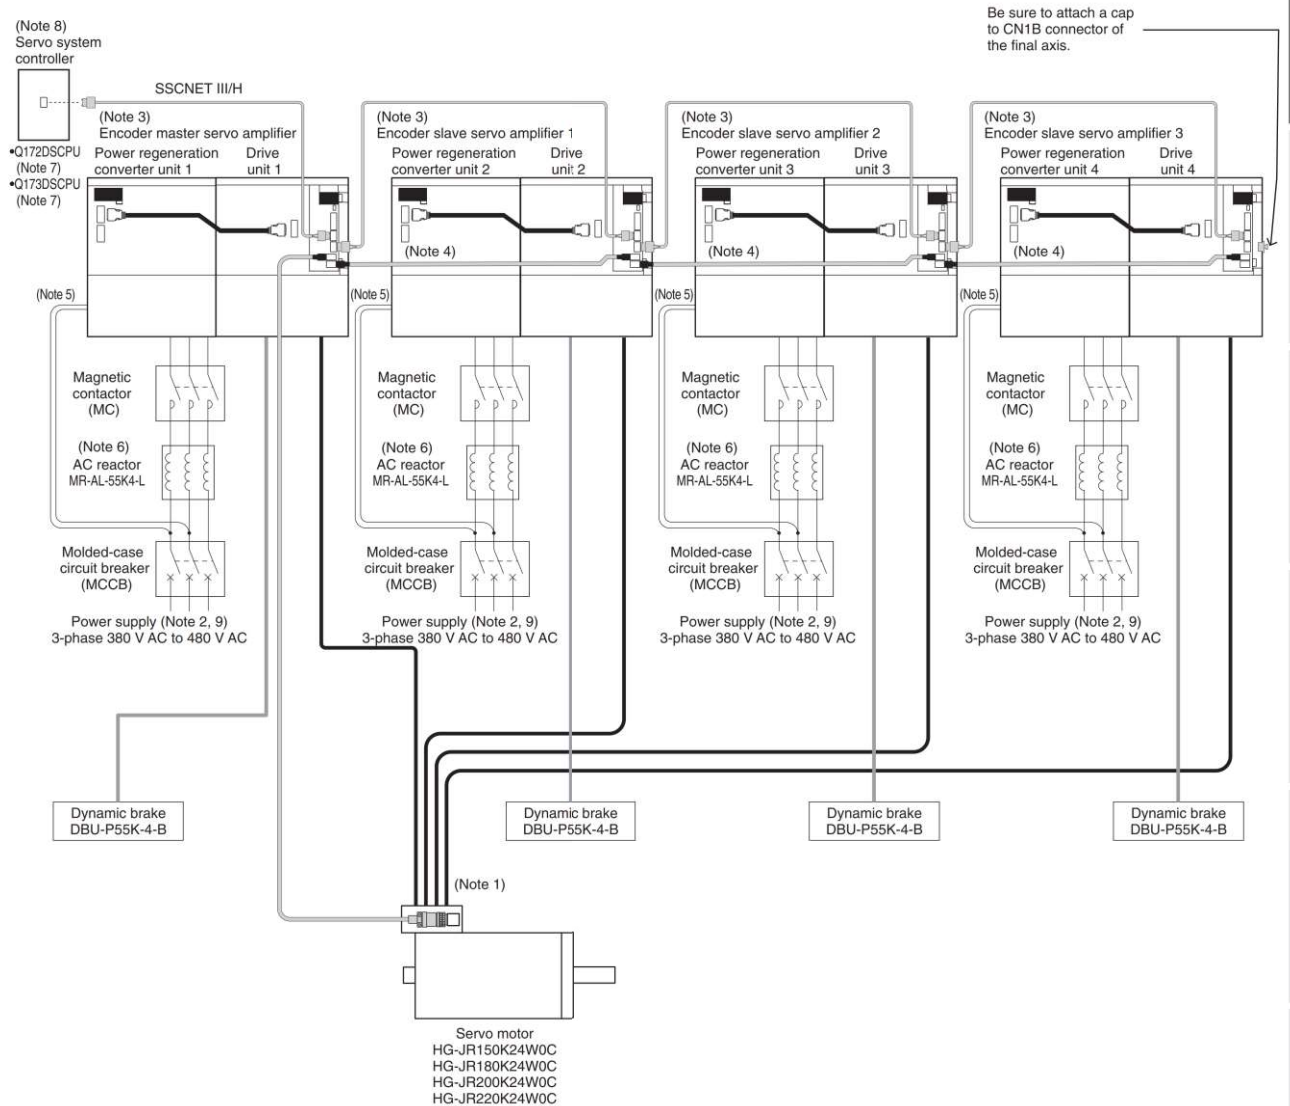 Be sure to attach a cap
to CN1B connector of
the final axis.
(Note 8)
Servo system
controller
SSCNET III/H
•Q172DSCPU
(Note 7)
•Q173DSCPU
(Note 7)
(Note 3)
Encoder master servo amplifier
Power regeneration
converter unit 1
Drive
unit 1
(Note 3)
Encoder slave servo amplifier 1
Power regeneration
converter unit 2
Drive
unit 2
(Note 3)
Encoder slave servo amplifier 2
Power regeneration
converter unit 3
Drive
unit 3
(Note 3)
Encoder slave servo amplifier 3
Power regeneration
converter unit 4
Drive
unit 4
(Note 4)
(Note 4)
(Note 4)
(Note 5)
(Note 5)
(Note 5)
(Note 5)
Magnetic
contactor
(MC)
Magnetic
contactor
(MC)
Magnetic
contactor
(MC)
Magnetic
contactor
(MC)
(Note 6)
AC reactor
MR-AL-55K4-L
(Note 6)
AC reactor
MR-AL-55K4-L
(Note 6)
AC reactor
MR-AL-55K4-L
(Note 6)
AC reactor
MR-AL-55K4-L
Molded-case
circuit breaker
(MCCB)
Molded-case
circuit breaker
(MCCB)
Molded-case
circuit breaker
(MCCB)
Molded-case
circuit breaker
(MCCB)
Power supply (Note 2, 9)
3-phase 380 V AC to 480 V AC
Power supply (Note 2, 9)
3-phase 380 V AC to 480 V AC
Power supply (Note 2, 9)
3-phase 380 V AC to 480 V AC
Power supply (Note 2, 9)
3-phase 380 V AC to 480 V AC
Dynamic brake
DBU-P55K-4-B
Dynamic brake
DBU-P55K-4-B
Dynamic brake
DBU-P55K-4-B
Dynamic brake
DBU-P55K-4-B
(Note 1)
Servo motor
HG-JR150K24W0C
HG-JR180K24W0C
HG-JR200K24W0C
HG-JR220K24W0C